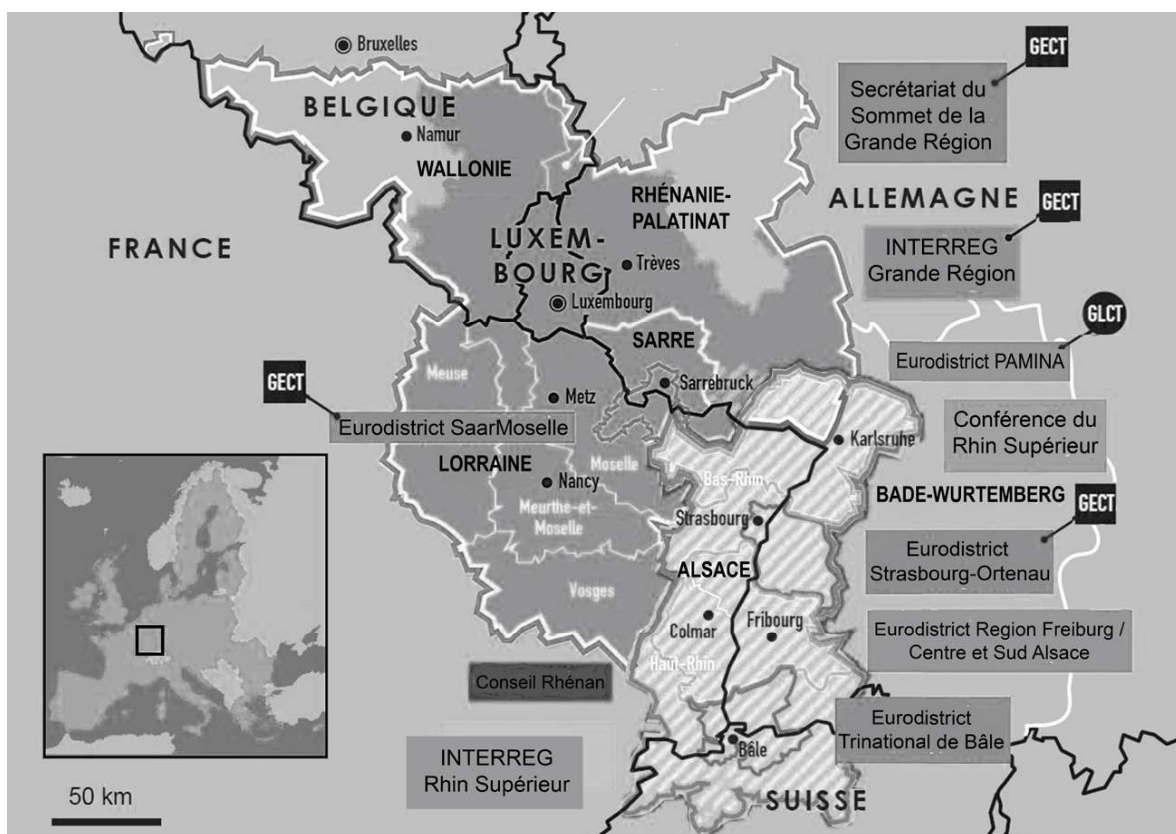 Bruxelles
GECT
Secrétariat du
Sommet de la
Grande Région
BELGIQUE
Namur
WALLONIE
RHÉNANIE-
PALATINAT
ALLEMAGNE
GECT
FRANCE
LUXEM-
BOURG
INTERREG
Grande Région
Trèves
Luxembourg
GLCT
SARRE
Eurodistrict PAMINA
Meuse
GECT
Sarrebruck
Metz
Eurodistrict SaarMoselle
Conférence du
Rhin Supérieur
Karlsruhe
LORRAINE
Moselle
Nancy
Bas-Rhin
BADE-WURTEMBERG
GECT
Meurthe-et-
Moselle
Strasbourg
Eurodistrict
Strasbourg-Ortenau
ALSACE
Vosges
Colmar
Fribourg
Eurodistrict Region Freiburg /
Centre et Sud Alsace
Haut-Rhin
Conseil Rhénan
Eurodistrict
Trinational de Bâle
Bâle
INTERREG
Rhin Supérieur
50 km
SUISSE